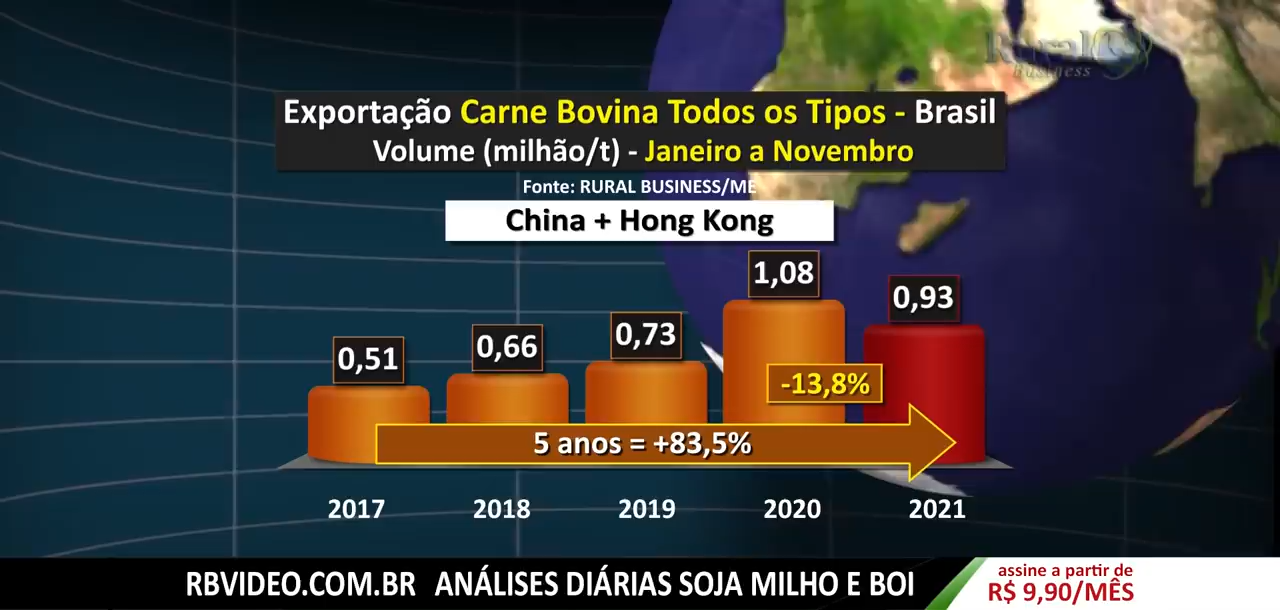 Rural
business
Exportação Carne Bovina Todos os Tipos - Brasil
Volume (milhão/t) - Janeiro a Novembro
Fonte: RURAL BUSINESS/ME
China + Hong Kong
0,51
0,66
0,73
1,08
0,93
-13,8%
5 anos = +83,5%
2017
2018
2019
2020
2021
RBVIDEO.COM.BR ANÁLISES DIÁRIAS SOJA MILHO E BOI
assine a partir de
R$ 9,90/MÊS